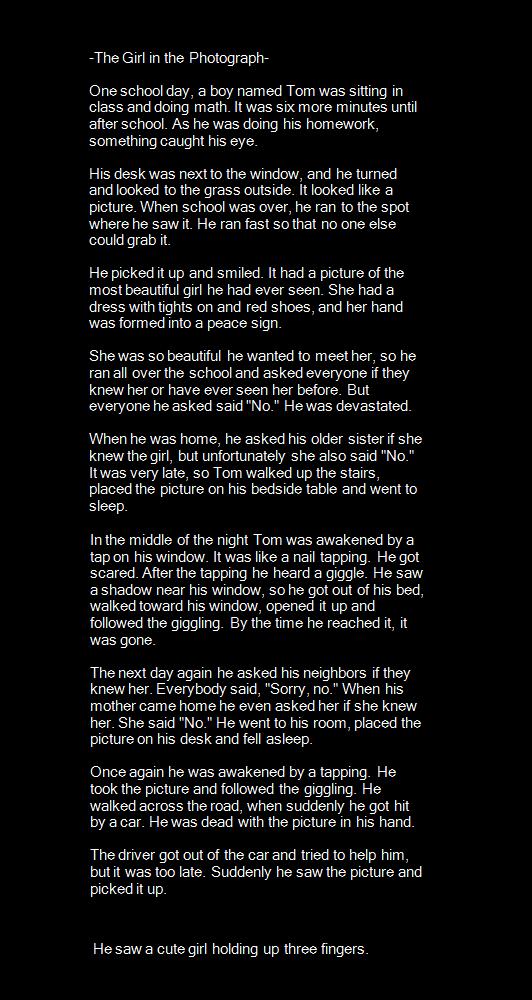 -The Girl in the Photograph-
One school day, a boy named Tom was sitting in
class and doing math. It was six more minutes until
after school. As he was doing his homework,
something caught his eye.
His desk was next to the window, and he turned
and looked to the grass outside. It looked like a
picture. When school was over, he ran to the spot
where he saw it. He ran fast so that no one else
could grab it.
He picked it up and smiled. It had a picture of the
most beautiful girl he had ever seen. She had a
dress with tights on and red shoes, and her hand
was formed into a peace sign.
She was so beautiful he wanted to meet her, so he
ran all over the school and asked everyone if they
knew her or have ever seen her before. But
everyone he asked said "No." He was devastated.
When he was home, he asked his older sister if she
knew the girl, but unfortunately she also said "No."
It was very late, so Tom walked up the stairs,
placed the picture on his bedside table and went to
sleep.
In the middle of the night Tom was awakened by a
tap on his window. It was like a nail tapping. He got
scared. After the tapping he heard a giggle. He saw
a shadow near his window, so he got out of his bed,
walked toward his window, opened it up and
followed the giggling. By the time he reached it, it
was gone.
The next day again he asked his neighbors if they
knew her. Everybody said, "Sorry, no." When his
mother came home he even asked her if she knew
her. She said "No." He went to his room, placed the
picture on his desk and fell asleep.
Once again he was awakened by a tapping. He
took the picture and followed the giggling. He
walked across the road, when suddenly he got hit
by a car. He was dead with the picture in his hand.
The driver got out of the car and tried to help him,
but it was too late. Suddenly he saw the picture and
picked it up.
He saw a cute girl holding up three fingers.